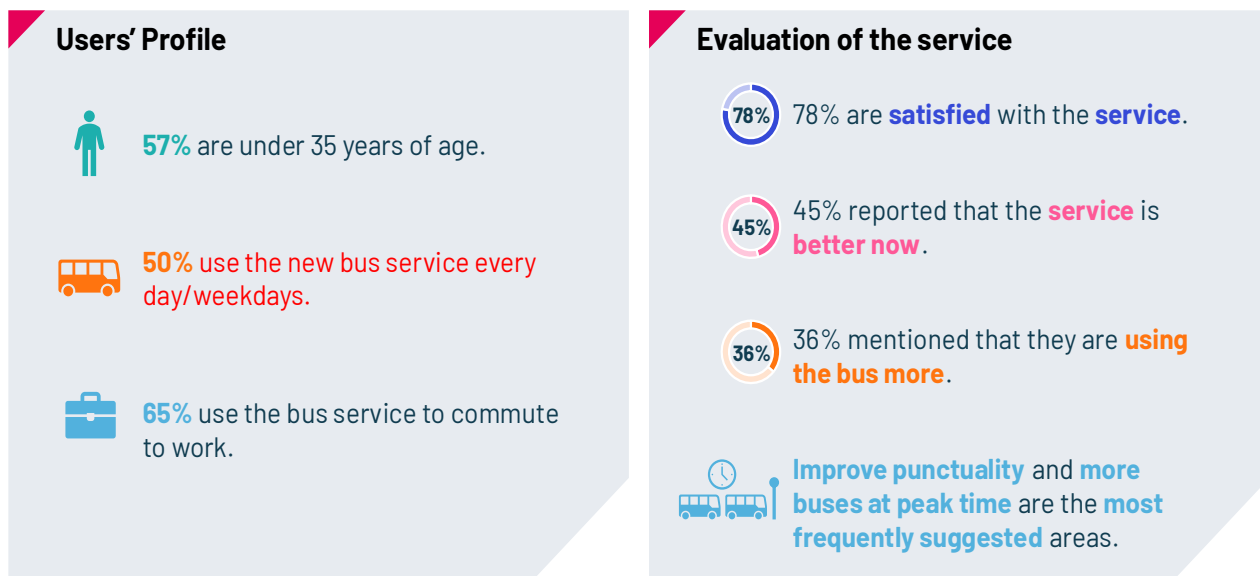 Users’ Profile
57% are under 35 years of age.
50% use the new bus service every
day/weekdays.
65% use the bus service to commute
to work.
Evaluation of the service
78%
78% are satisfied with the service.
45%
45% reported that the service is
better now.
36%
36% mentioned that they are using
the bus more.
Improve punctuality and more
buses at peak time are the most
frequently suggested areas.